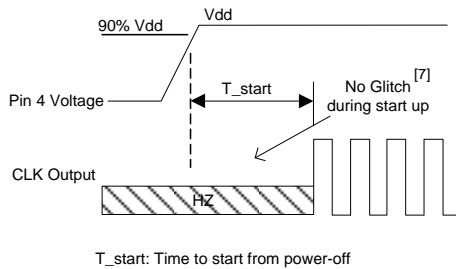 90% Vdd
Vdd
T_start
No Glitch [7]
during start up
Pin 4 Voltage
CLK Output
HZ
T_start: Time to start from power-off